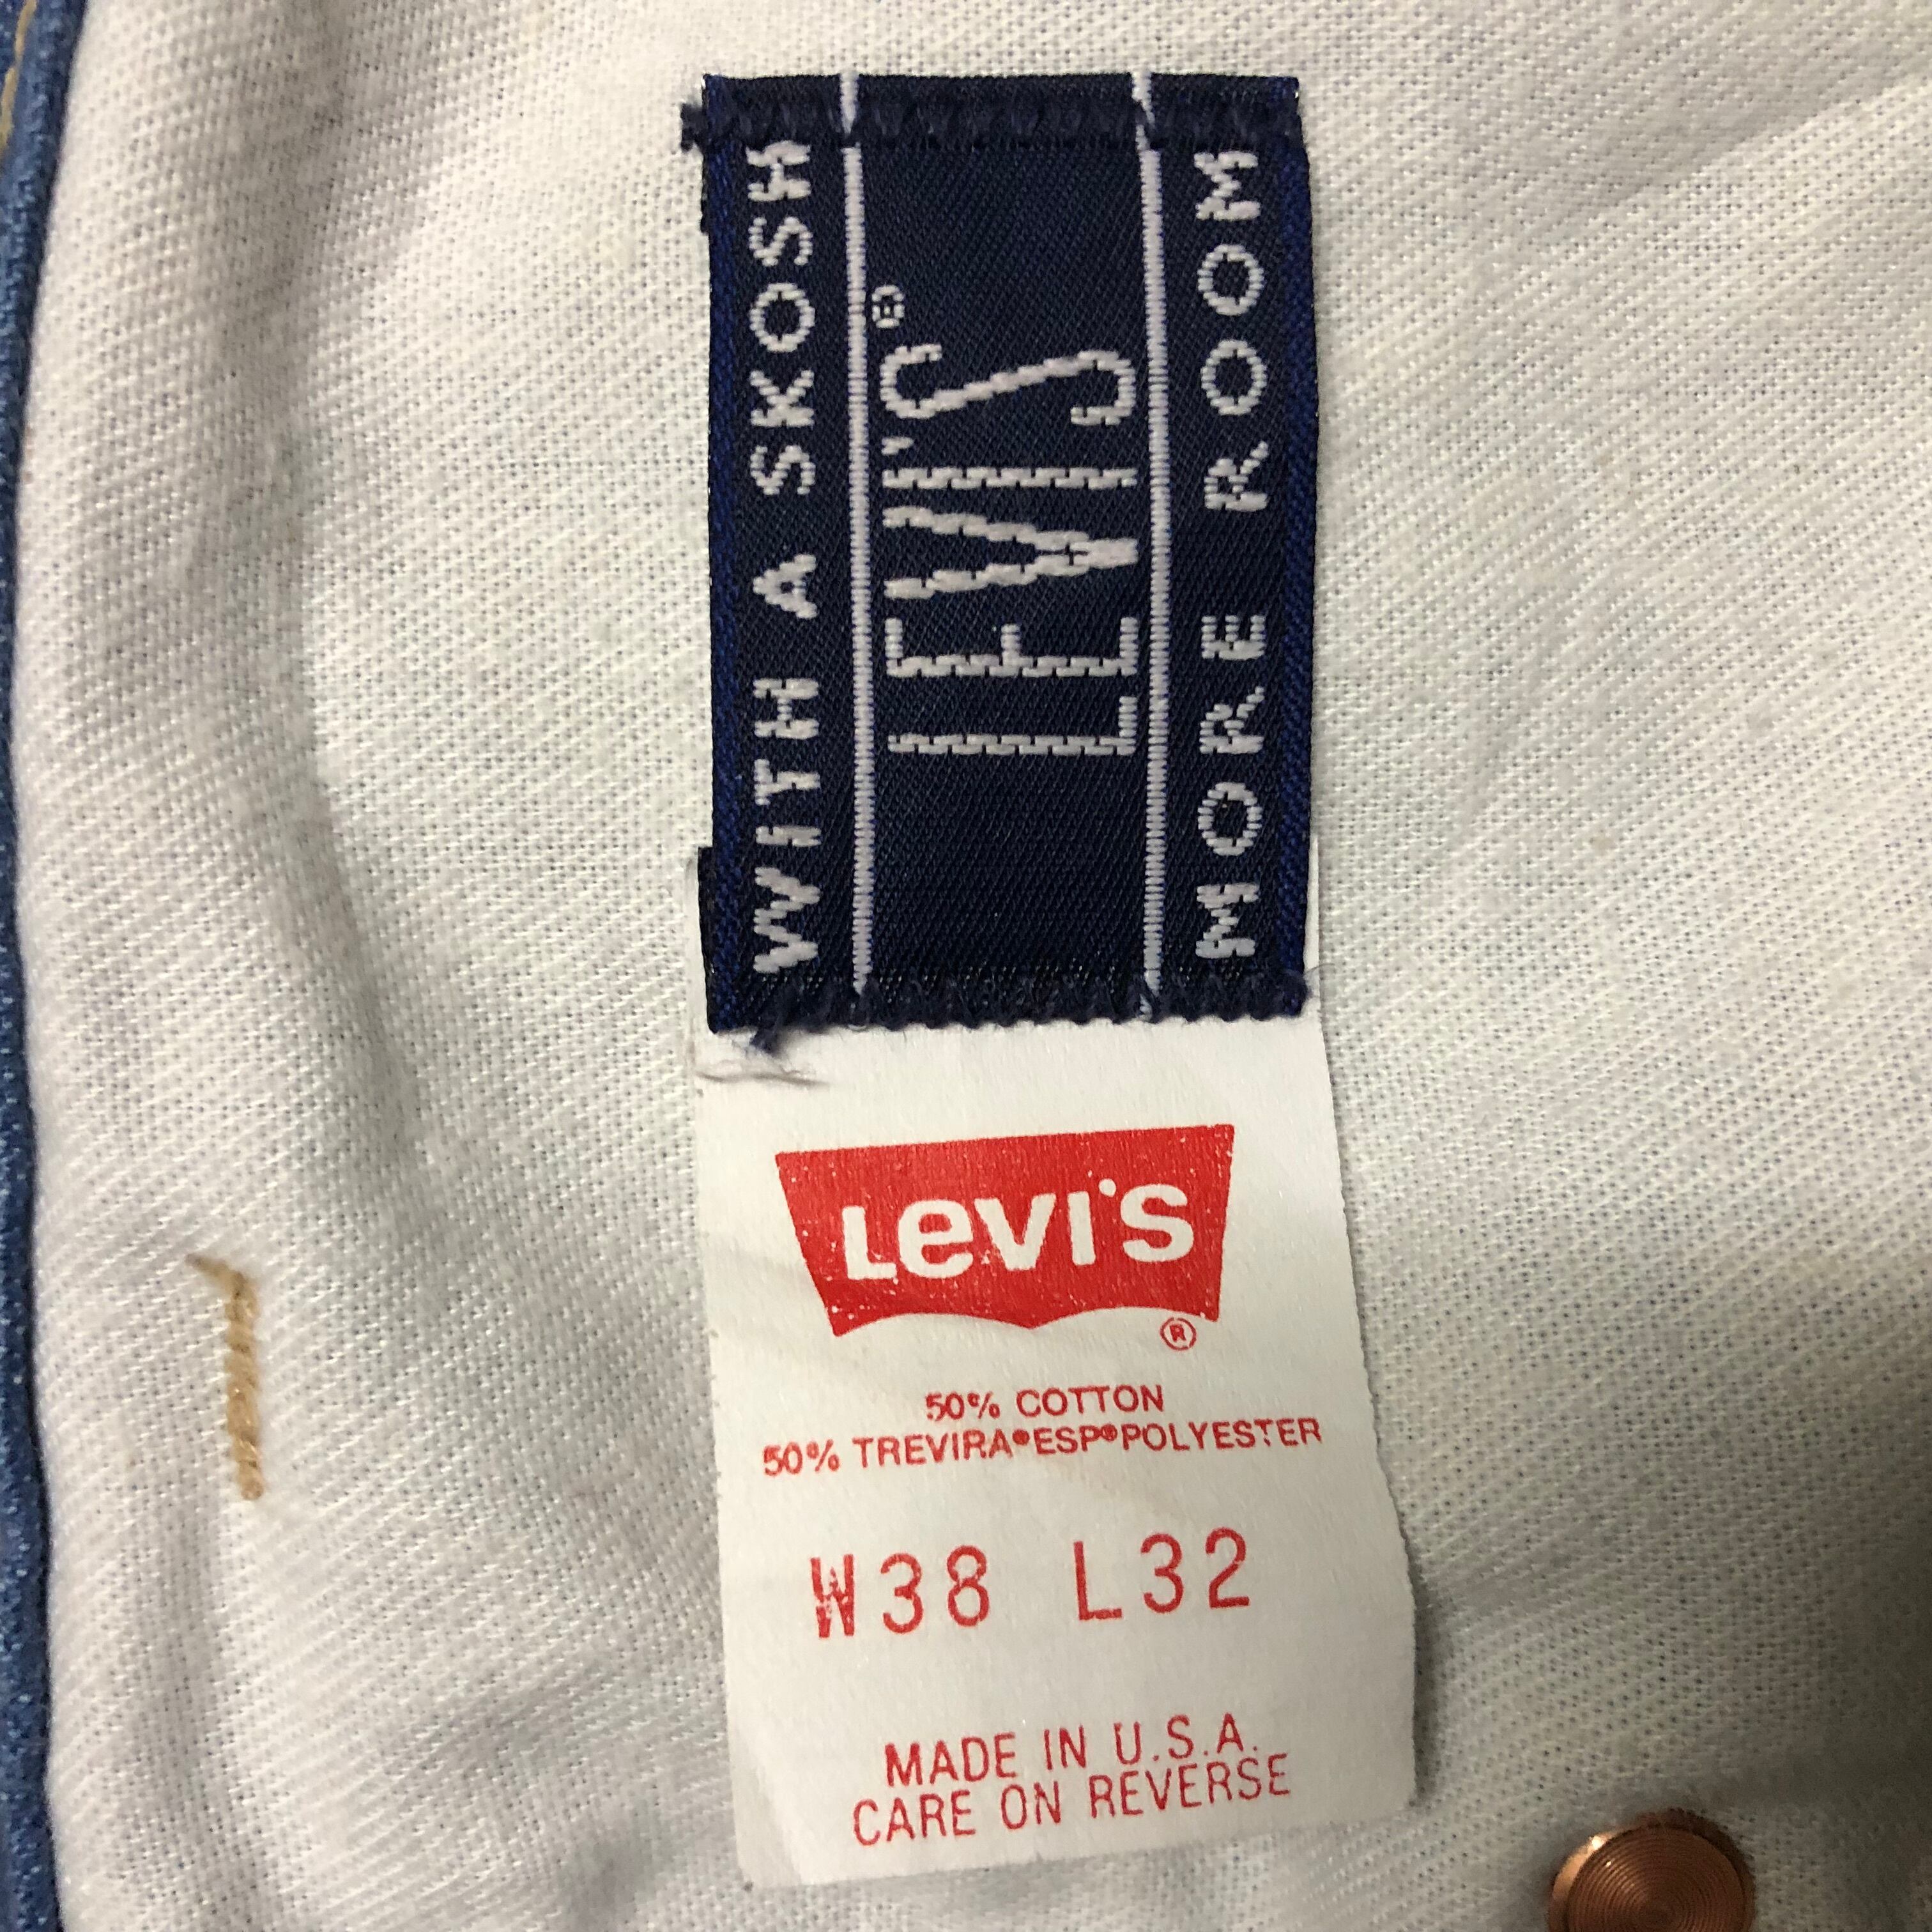 WITH A SKOSH
LEVI'S®
MORE ROOM
LEVI'S
®
50% COTTON
50% TREVIRA®ESP®POLYESTER
W38 L32
MADE IN U.S.A.
CARE ON REVERSE